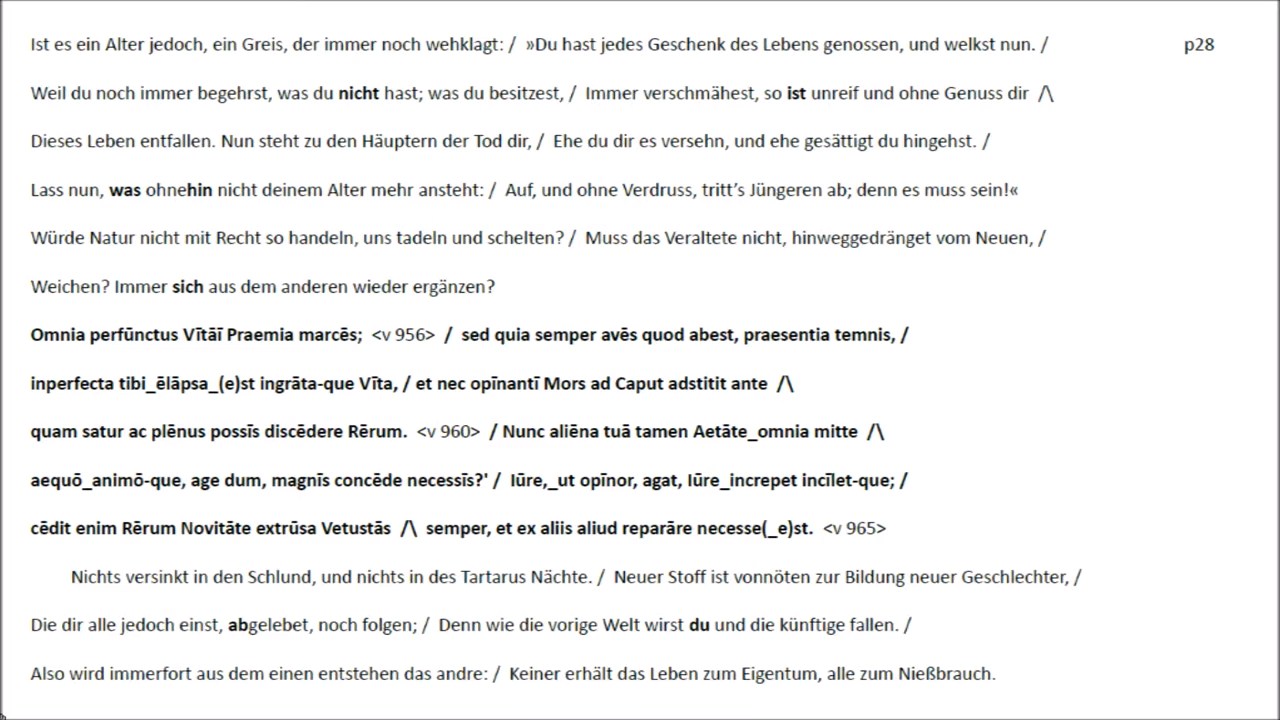 Ist es ein Alter jedoch, ein Greis, der immer noch wehklagt: / »Du hast jedes Geschenk des Lebens genossen, und welkst nun. / p28
Weil du noch immer begehrst, was du nicht hast; was du besitzest, / Immer verschmähest, so ist unreif und ohne Genuss dir /\
Dieses Leben entfallen. Nun steht zu den Häuptern der Tod dir, / Ehe du dir es versehn, und ehe gesättigt du hingehst. /
Lass nun, was ohnehin nicht deinem Alter mehr ansteht: / Auf, und ohne Verdruss, tritt’s Jüngeren ab; denn es muss sein!«
Würde Natur nicht mit Recht so handeln, uns tadeln und schelten? / Muss das Veraltete nicht, hinweggedränget vom Neuen, /
Weichen? Immer sich aus dem anderen wieder ergänzen?
Omnia perfūnctus Vītāī Praemia marcēs; <v 956> / sed quia semper avēs quod abest, praesentia temnis, /
inperfecta tibi_ēlāpsa_(e)st ingrāta-que Vīta, / et nec opīnantī Mors ad Caput adstitit ante /\
quam satur ac plēnus possīs discēdere Rērum. <v 960> / Nunc aliēna tuā tamen Aetāte_omnia mitte /\
aequō_animō-que, age dum, magnīs concēde necessīs?' / Iūre,_ut opīnor, agat, Iūre_increpet incīlet-que; /
cēdit enim Rērum Novitāte extrūsa Vetustās /\ semper, et ex aliis aliud reparāre necesse(_e)st. <v 965>
Nichts versinkt in den Schlund, und nichts in des Tartarus Nächte. / Neuer Stoff ist vonnöten zur Bildung neuer Geschlechter, /
Die dir alle jedoch einst, abgelebet, noch folgen; / Denn wie die vorige Welt wirst du und die künftige fallen. /
Also wird immerfort aus dem einen entstehen das andre: / Keiner erhält das Leben zum Eigentum, alle zum Nießbrauch.